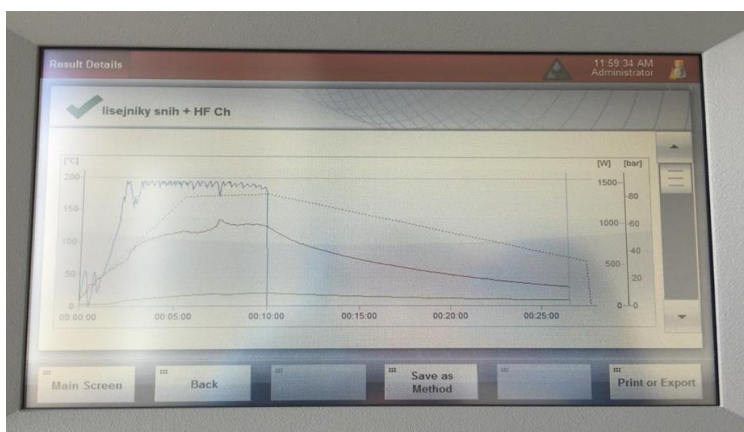 Result Details
11:59:34 AM
Administrator
lisejniky snih + HF Ch
[°C]
[W] [bar]
200
150
100
50
0
1500
1000
500
0
80
60
40
20
0
00:00:00 00:05:00 00:10:00 00:15:00 00:20:00 00:25:00
Main Screen
Back
Save as
Method
Print or Export